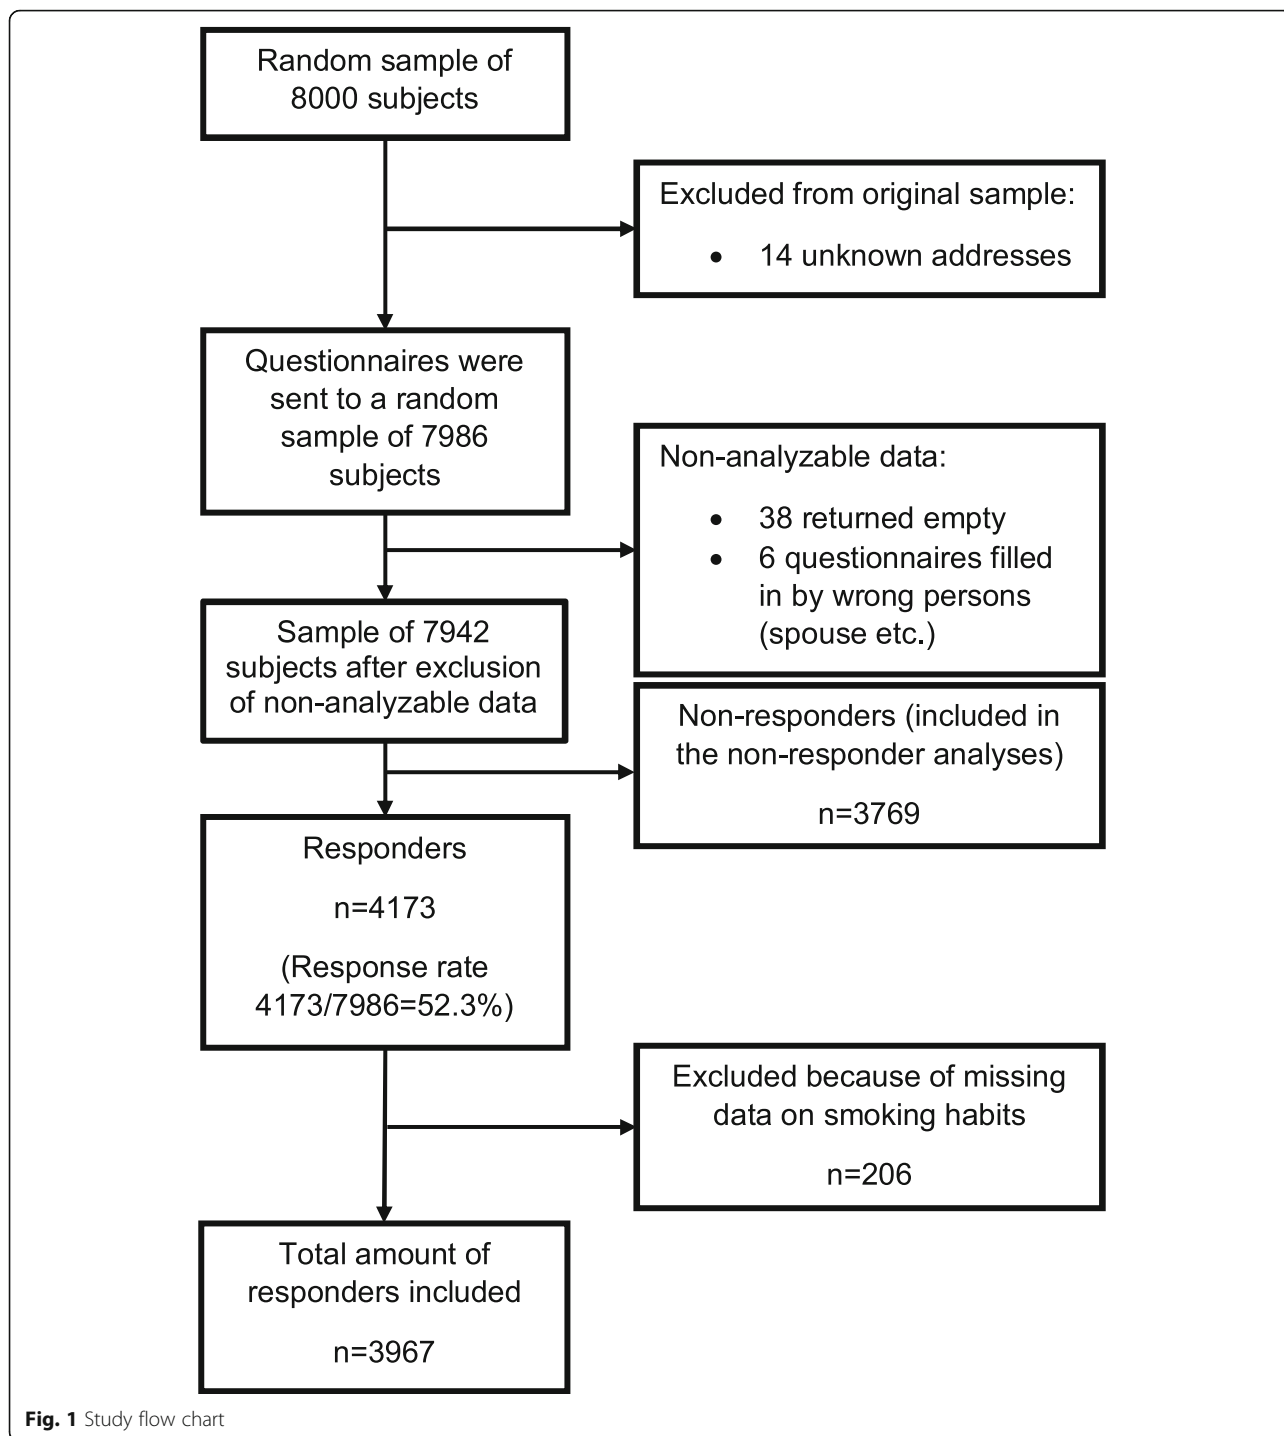 Random sample of
8000 subjects
Excluded from original sample:
• 14 unknown addresses
Questionnaires were
sent to a random
sample of 7986
subjects
Non-analyzable data:
• 38 returned empty
• 6 questionnaires filled
in by wrong persons
(spouse etc.)
Sample of 7942
subjects after exclusion
of non-analyzable data
Non-responders (included in
the non-responder analyses)
n=3769
Responders
n=4173
(Response rate
4173/7986=52.3%)
Excluded because of missing
data on smoking habits
n=206
Total amount of
responders included
n=3967
Fig. 1 Study flow chart